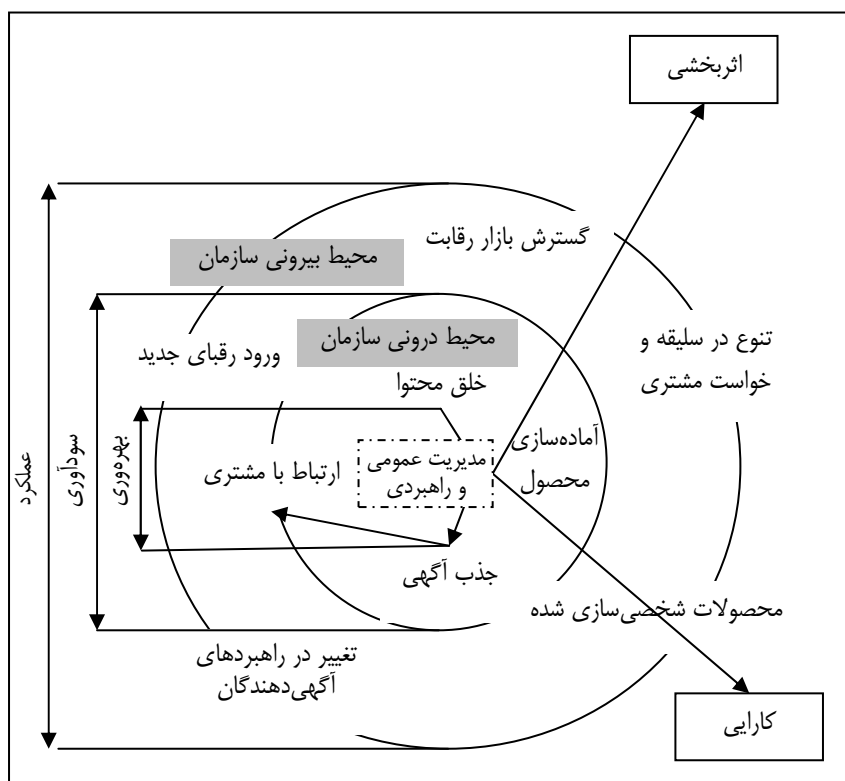 اثربخشی
گسترش بازار رقابت
محیط بیرونی سازمان
تنوع در سلیقه و
خواست مشتری
محیط درونی سازمان
ورود رقبای جدید
خلق محتوا
آماده‌سازی
محصول
مدیریت عمومی
و راهبردی
ارتباط با مشتری
بهره‌وری
سودآوری
عملکرد
جذب آگهی
محصولات شخصی‌سازی شده
تغییر در راهبردهای
آگهی‌دهندگان
کارایی